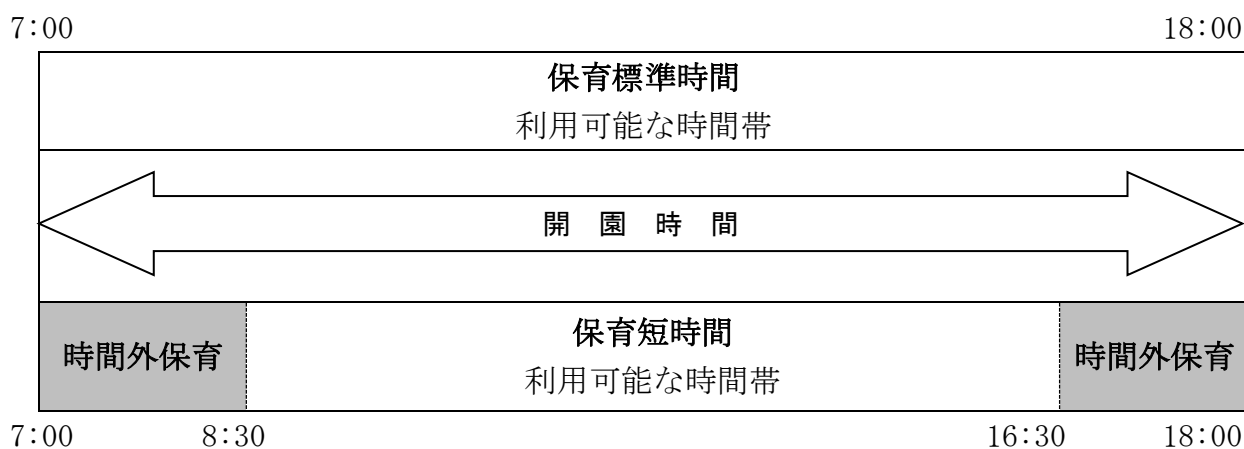 7:00 18:00
保育標準時間
利用可能な時間帯
開 園 時 間
時間外保育
保育短時間
利用可能な時間帯
時間外保育
7:00 8:30 16:30 18:00